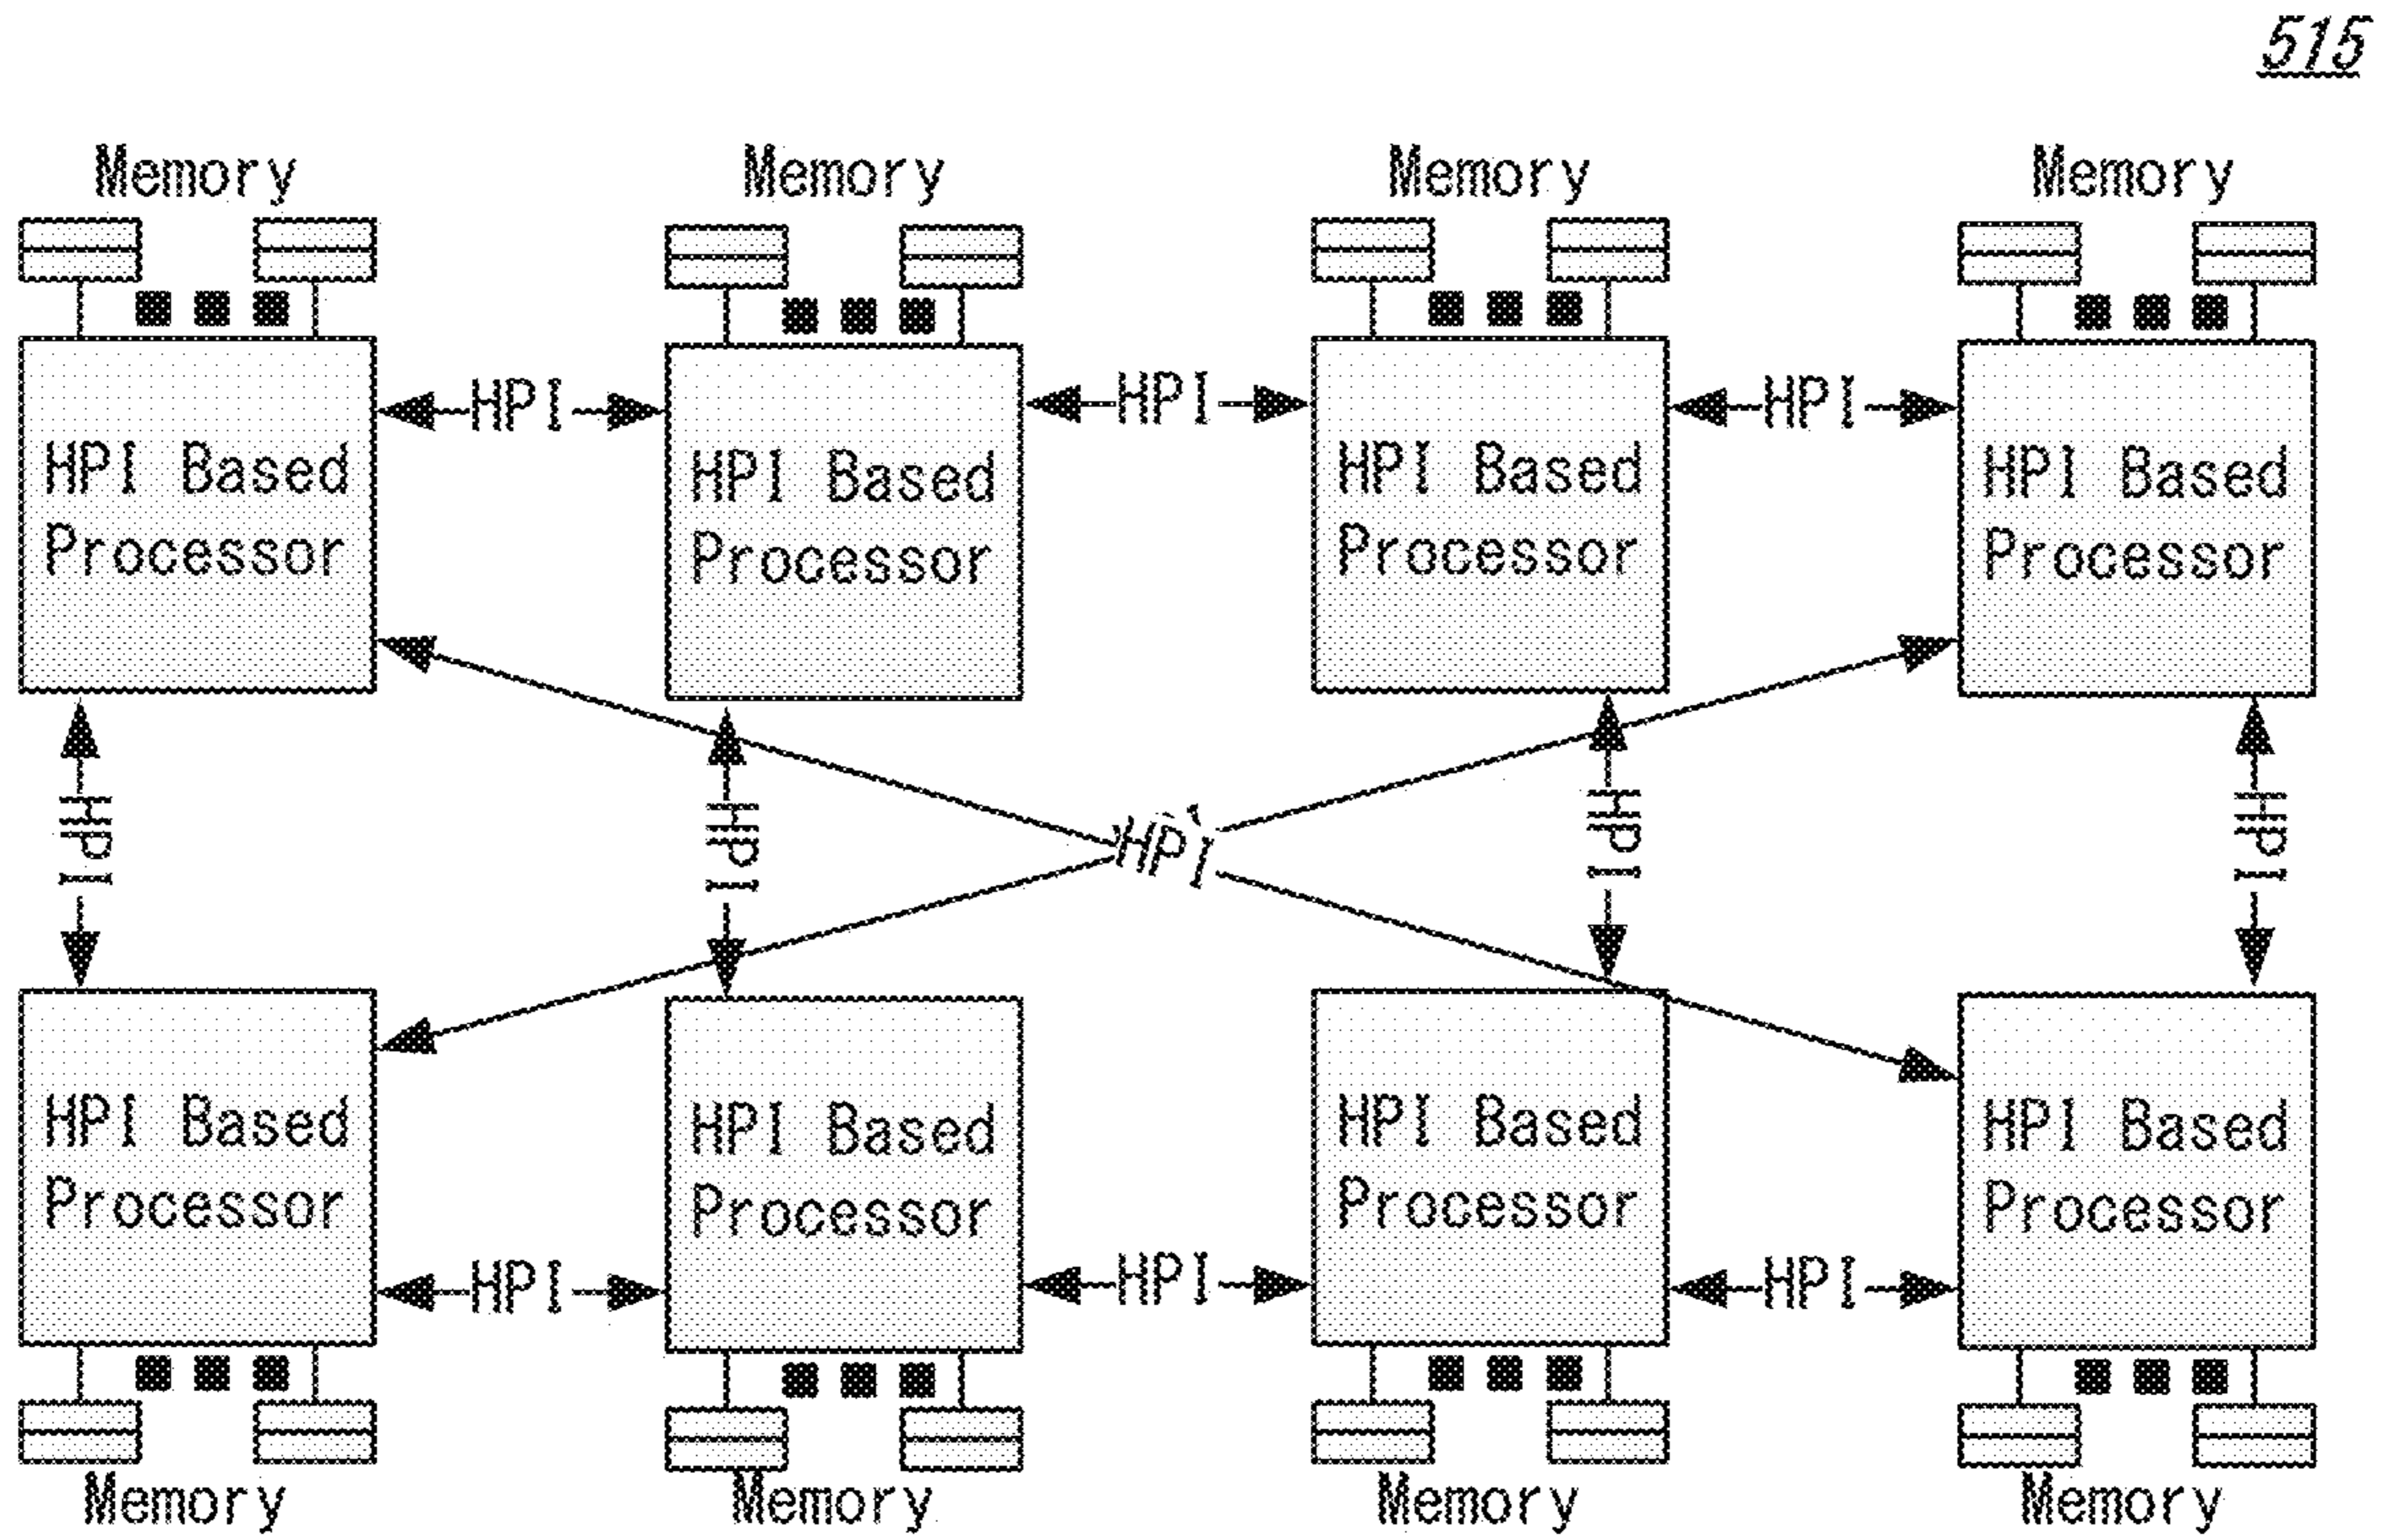 515
Memory Memory Memory Memory
HPI HPI HPI
HPI Based HPI Based HPI Based HPI Based
Processor Processor Processor Processor
HPI HPI HPI HPI HPI
HPI Based HPI Based HPI Based HPI Based
Processor Processor Processor Processor
HPI HPI HPI
Memory Memory Memory Memory